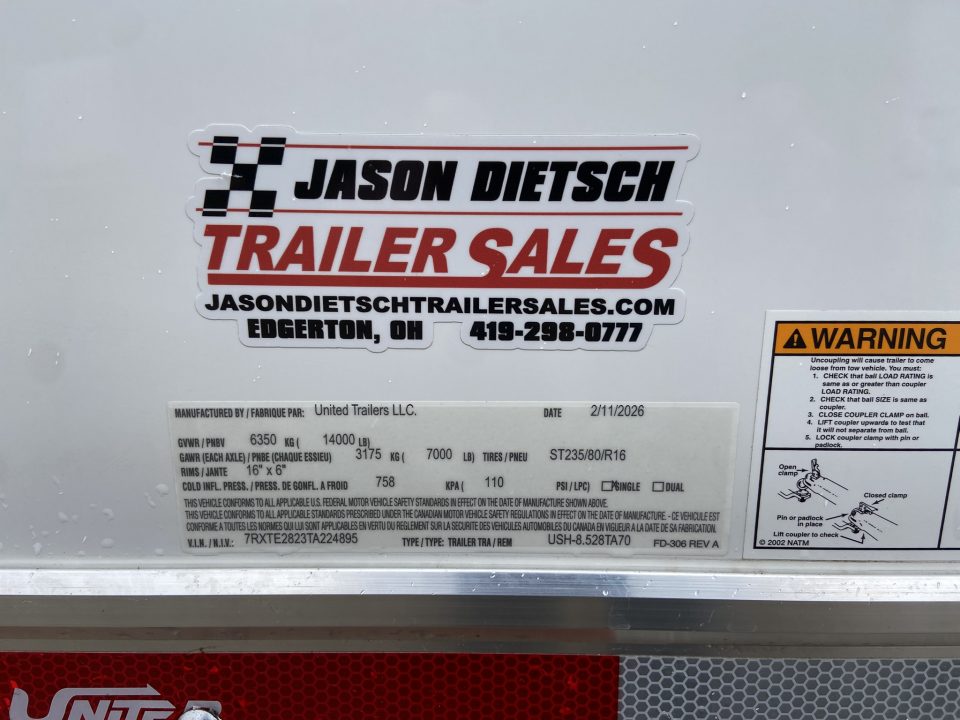 JASON DIETSCH
TRAILER SALES
JASONDIETSCHTRAILERSALES.COM
EDGERTON, OH 419-298-0777
MANUFACTURED BY / FABRIQUE PAR: United Trailers LLC. DATE 2/11/2026
GVWR / PNBV 6350 KG ( 14000 LB)
GAWR (EACH AXLE) / PNBE (CHAQUE ESSIEU) 3175 KG ( 7000 LB) TIRES / PNEU ST235/80/R16
RIMS / JANTE 16" x 6"
COLD INFL. PRESS. / PRESS. DE GONFL. A FROID 758 KPA ( 110 PSI / LPC) SINGLE DUAL
THIS VEHICLE CONFORMS TO ALL APPLICABLE U.S. FEDERAL MOTOR VEHICLE SAFETY STANDARDS IN EFFECT ON THE DATE OF MANUFACTURE SHOWN ABOVE.
THIS VEHICLE CONFORMS TO ALL APPLICABLE STANDARDS PRESCRIBED UNDER THE CANADIAN MOTOR VEHICLE SAFETY REGULATIONS IN EFFECT ON THE DATE OF MANUFACTURE. - CE VEHICULE EST
CONFORME A TOUTES LES NORMES QUI LUI SONT APPLICABLES EN VERTU DU REGLEMENT SUR LA SECURITE DES VEHICULES AUTOMOBILES DU CANADA EN VIGUEUR A LA DATE DE SA FABRICATION.
V.I.N. / N.I.V.: 7RXTE2823TA224895 TYPE / TYPE: TRAILER TRA / REM USH-8.528TA70 FD-306 REV A
WARNING
Uncoupling will cause trailer to come
loose from tow vehicle. You must:
1. CHECK that ball LOAD RATING is
same as or greater than coupler
LOAD RATING.
2. CHECK that ball SIZE is same as
coupler.
3. CLOSE COUPLER CLAMP on ball.
4. LIFT coupler upwards to test that
it will not separate from ball.
5. LOCK coupler clamp with pin or
padlock.
Open
clamp
Closed clamp
Pin or padlock
in place
Lift coupler to check
© 2002 NATM
UNITED